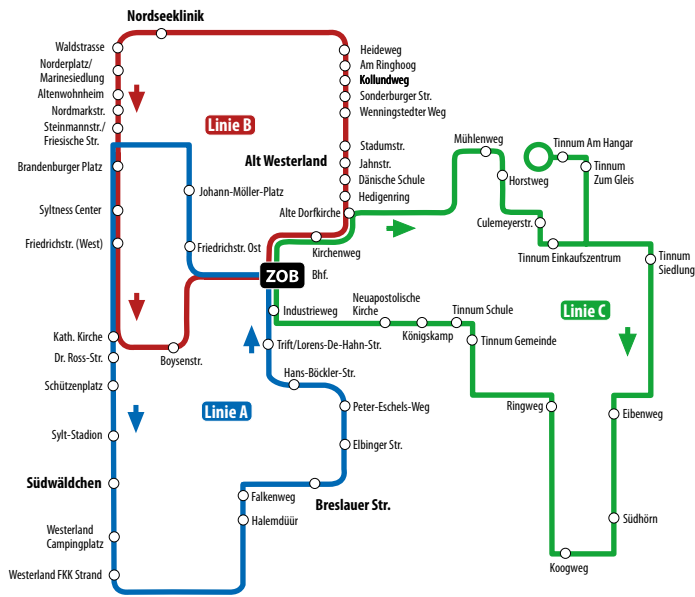 Nordseeklinik
Waldstrasse
Norderplatz/
Marinesiedlung
Altenwohnheim
Nordmarkstr.
Steinmannstr./
Friesische Str.
Brandenburger Platz
Syltness Center
Friedrichstr. (West)
Kath. Kirche
Dr. Ross-Str.
Schützenplatz
Sylt-Stadion
Südwäldchen
Westerland
Campingplatz
Westerland FKK Strand
Linie B
Alt Westerland
Johann-Möller-Platz
Friedrichstr. Ost
ZOB
Bhf.
Boysenstr.
Linie A
Heideweg
Am Ringhoog
Kollundweg
Sonderburger Str.
Wenningstedter Weg
Stadumstr.
Jahnstr.
Dänische Schule
Hedigenring
Alte Dorfkirche
Kirchenweg
Industrieweg
Trift/Lorens-De-Hahn-Str.
Hans-Böckler-Str.
Peter-Eschels-Weg
Elbinger Str.
Breslauer Str.
Falkenweg
Halemdüür
Mühlenweg
Horstweg
Culemeyerstr.
Tinnum Am Hangar
Tinnum
Zum Gleis
Tinnum Einkaufszentrum
Tinnum
Siedlung
Linie C
Neuapostolische
Kirche
Königskamp
Tinnum Schule
Tinnum Gemeinde
Ringweg
Eibenweg
Südhörn
Koogweg